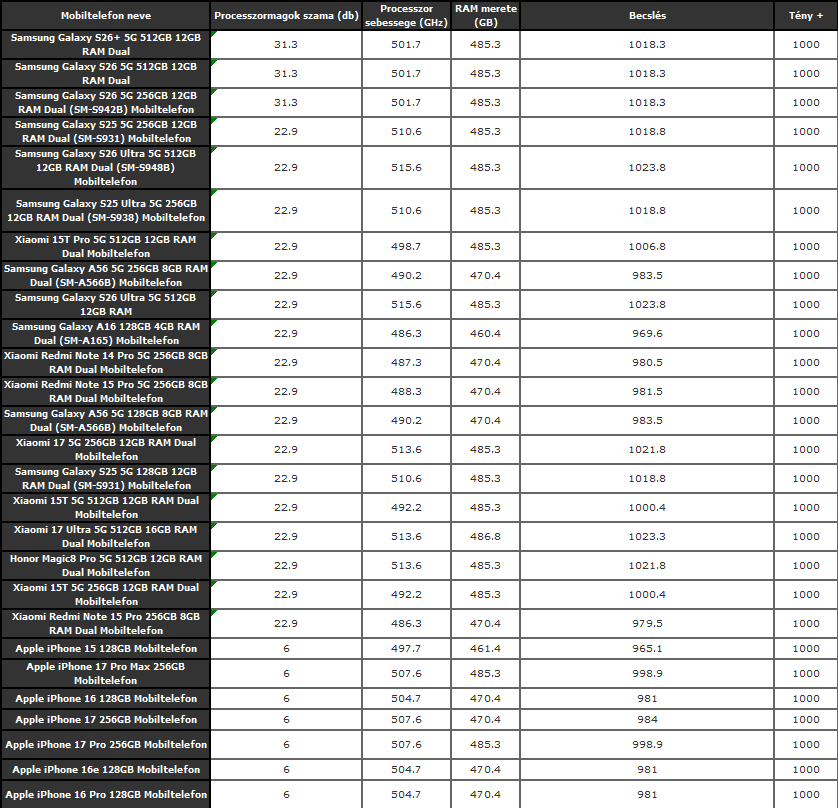 Mobiltelefon neve Processzormagok szama (db) Processzor sebessege (GHz) RAM merete (GB) Becslés Tény +
Samsung Galaxy S26+ 5G 512GB 12GB RAM Dual 31.3 501.7 485.3 1018.3 1000
Samsung Galaxy S26 5G 512GB 12GB RAM Dual 31.3 501.7 485.3 1018.3 1000
Samsung Galaxy S26 5G 256GB 12GB RAM Dual (SM-S942B) Mobiltelefon 31.3 501.7 485.3 1018.3 1000
Samsung Galaxy S25 5G 256GB 12GB RAM Dual (SM-S931) Mobiltelefon 22.9 510.6 485.3 1018.8 1000
Samsung Galaxy S26 Ultra 5G 512GB 12GB RAM Dual (SM-S948B) Mobiltelefon 22.9 515.6 485.3 1023.8 1000
Samsung Galaxy S25 Ultra 5G 256GB 12GB RAM Dual (SM-S938) Mobiltelefon 22.9 510.6 485.3 1018.8 1000
Xiaomi 15T Pro 5G 512GB 12GB RAM Dual Mobiltelefon 22.9 498.7 485.3 1006.8 1000
Samsung Galaxy A56 5G 256GB 8GB RAM Dual (SM-A566B) Mobiltelefon 22.9 490.2 470.4 983.5 1000
Samsung Galaxy S26 Ultra 5G 512GB 12GB RAM 22.9 515.6 485.3 1023.8 1000
Samsung Galaxy A16 128GB 4GB RAM Dual (SM-A165) Mobiltelefon 22.9 486.3 460.4 969.6 1000
Xiaomi Redmi Note 14 Pro 5G 256GB 8GB RAM Dual Mobiltelefon 22.9 487.3 470.4 980.5 1000
Xiaomi Redmi Note 15 Pro 5G 256GB 8GB RAM Dual Mobiltelefon 22.9 488.3 470.4 981.5 1000
Samsung Galaxy A56 5G 128GB 8GB RAM Dual (SM-A566B) Mobiltelefon 22.9 490.2 470.4 983.5 1000
Xiaomi 17 5G 256GB 12GB RAM Dual Mobiltelefon 22.9 513.6 485.3 1021.8 1000
Samsung Galaxy S25 5G 128GB 12GB RAM Dual (SM-S931) Mobiltelefon 22.9 510.6 485.3 1018.8 1000
Xiaomi 15T 5G 512GB 12GB RAM Dual Mobiltelefon 22.9 492.2 485.3 1000.4 1000
Xiaomi 17 Ultra 5G 512GB 16GB RAM Dual Mobiltelefon 22.9 513.6 486.8 1023.3 1000
Honor Magic8 Pro 5G 512GB 12GB RAM Dual Mobiltelefon 22.9 513.6 485.3 1021.8 1000
Xiaomi 15T 5G 256GB 12GB RAM Dual Mobiltelefon 22.9 492.2 485.3 1000.4 1000
Xiaomi Redmi Note 15 Pro 256GB 8GB RAM Dual Mobiltelefon 22.9 486.3 470.4 979.5 1000
Apple iPhone 15 128GB Mobiltelefon 6 497.7 461.4 965.1 1000
Apple iPhone 17 Pro Max 256GB Mobiltelefon 6 507.6 485.3 998.9 1000
Apple iPhone 16 128GB Mobiltelefon 6 504.7 470.4 981 1000
Apple iPhone 17 256GB Mobiltelefon 6 507.6 470.4 984 1000
Apple iPhone 17 Pro 256GB Mobiltelefon 6 507.6 485.3 998.9 1000
Apple iPhone 16e 128GB Mobiltelefon 6 504.7 470.4 981 1000
Apple iPhone 16 Pro 128GB Mobiltelefon 6 504.7 470.4 981 1000